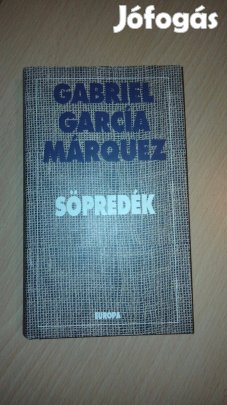 Jófogás
GABRIEL
GARCÍA
MÁRQUEZ
SÖPREDÉK
EURÓPA